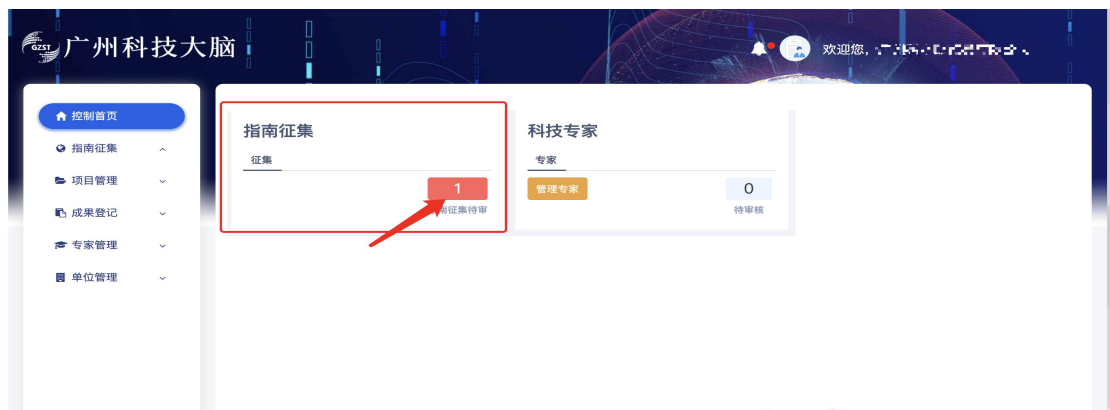 GZST 广州科技大脑
欢迎您，
控制首页
指南征集
项目管理
成果登记
专家管理
单位管理
指南征集
征集
1
南征集待审
科技专家
专家
管理专家
0
待审核